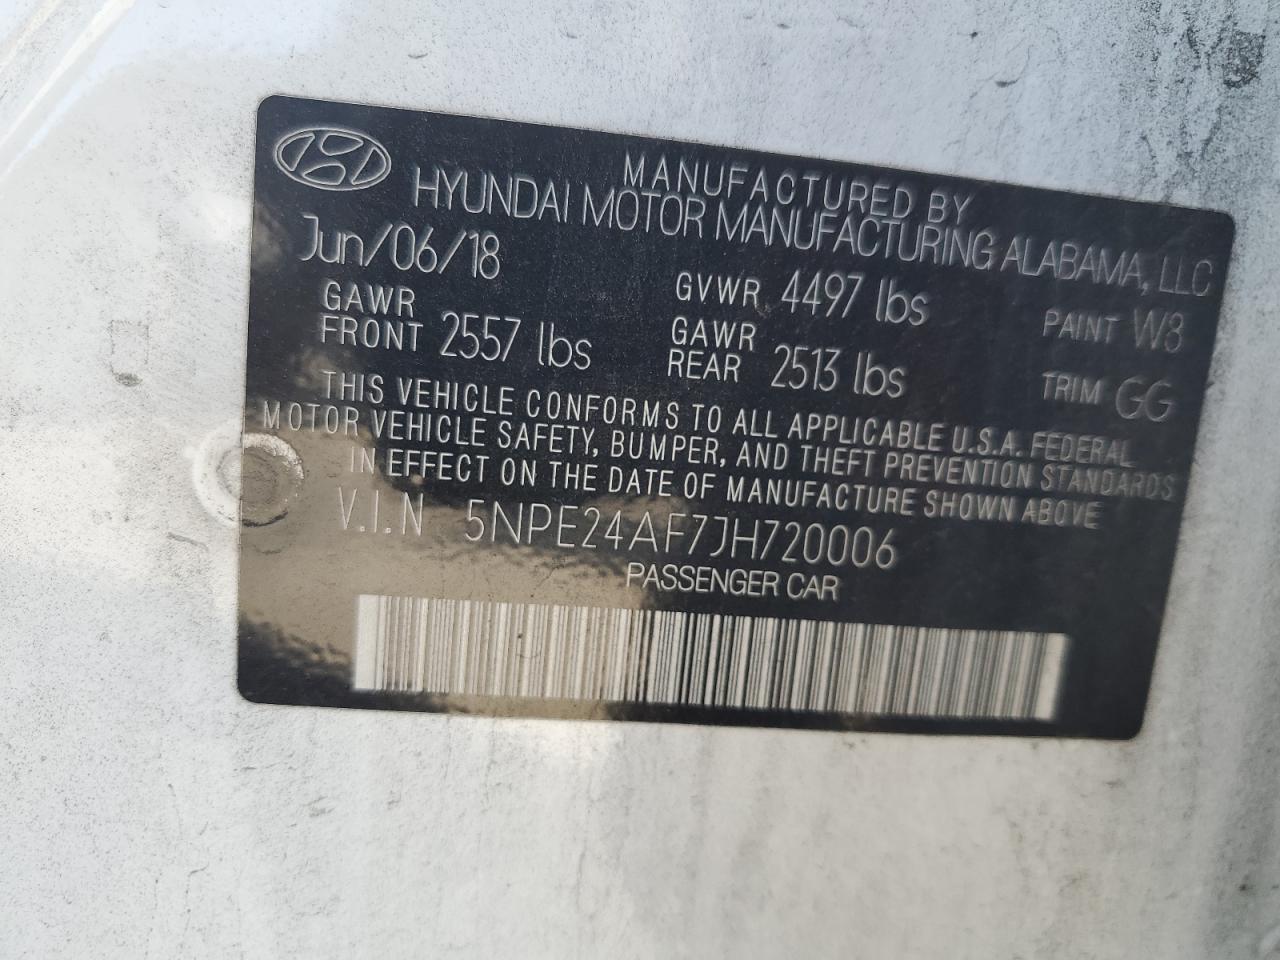 MANUFACTURED BY
HYUNDAI MOTOR MANUFACTURING ALABAMA, LLC
Jun/06/18
GVWR 4497 lbs
PAINT W8
GAWR FRONT 2557 lbs
GAWR REAR 2513 lbs
TRIM GG
THIS VEHICLE CONFORMS TO ALL APPLICABLE U.S.A. FEDERAL
MOTOR VEHICLE SAFETY, BUMPER, AND THEFT PREVENTION STANDARDS
IN EFFECT ON THE DATE OF MANUFACTURE SHOWN ABOVE
V.I.N 5NPE24AF7JH720006
PASSENGER CAR